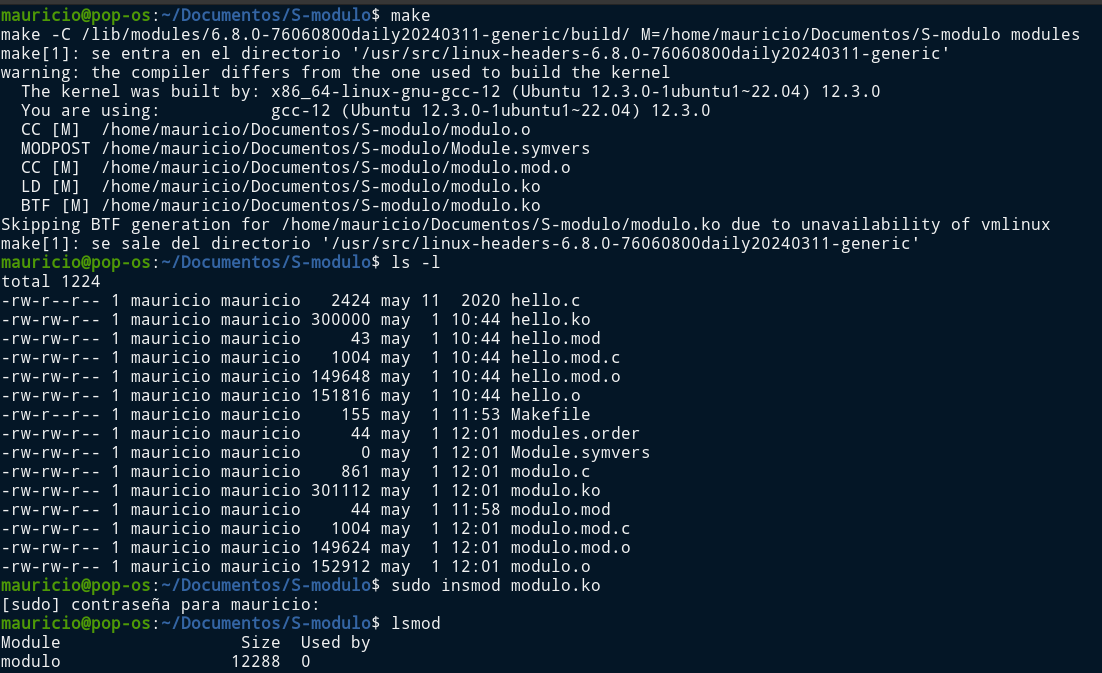 mauricio@pop-os:~/Documentos/S-modulo$ make
make -C /lib/modules/6.8.0-76060800daily20240311-generic/build/ M=/home/mauricio/Documentos/S-modulo modules
make[1]: se entra en el directorio '/usr/src/linux-headers-6.8.0-76060800daily20240311-generic'
warning: the compiler differs from the one used to build the kernel
  The kernel was built by: x86_64-linux-gnu-gcc-12 (Ubuntu 12.3.0-1ubuntu1~22.04) 12.3.0
  You are using:           gcc-12 (Ubuntu 12.3.0-1ubuntu1~22.04) 12.3.0
  CC [M]  /home/mauricio/Documentos/S-modulo/modulo.o
  MODPOST /home/mauricio/Documentos/S-modulo/Module.symvers
  CC [M]  /home/mauricio/Documentos/S-modulo/modulo.mod.o
  LD [M]  /home/mauricio/Documentos/S-modulo/modulo.ko
  BTF [M] /home/mauricio/Documentos/S-modulo/modulo.ko
Skipping BTF generation for /home/mauricio/Documentos/S-modulo/modulo.ko due to unavailability of vmlinux
make[1]: se sale del directorio '/usr/src/linux-headers-6.8.0-76060800daily20240311-generic'
mauricio@pop-os:~/Documentos/S-modulo$ ls -l
total 1224
-rw-r--r-- 1 mauricio mauricio   2424 may 11  2020 hello.c
-rw-rw-r-- 1 mauricio mauricio 300000 may  1 10:44 hello.ko
-rw-rw-r-- 1 mauricio mauricio     43 may  1 10:44 hello.mod
-rw-rw-r-- 1 mauricio mauricio   1004 may  1 10:44 hello.mod.c
-rw-rw-r-- 1 mauricio mauricio 149648 may  1 10:44 hello.mod.o
-rw-rw-r-- 1 mauricio mauricio 151816 may  1 10:44 hello.o
-rw-r--r-- 1 mauricio mauricio    155 may  1 11:53 Makefile
-rw-rw-r-- 1 mauricio mauricio     44 may  1 12:01 modules.order
-rw-rw-r-- 1 mauricio mauricio      0 may  1 12:01 Module.symvers
-rw-rw-r-- 1 mauricio mauricio    861 may  1 12:01 modulo.c
-rw-rw-r-- 1 mauricio mauricio 301112 may  1 12:01 modulo.ko
-rw-rw-r-- 1 mauricio mauricio     44 may  1 11:58 modulo.mod
-rw-rw-r-- 1 mauricio mauricio   1004 may  1 12:01 modulo.mod.c
-rw-rw-r-- 1 mauricio mauricio 149624 may  1 12:01 modulo.mod.o
-rw-rw-r-- 1 mauricio mauricio 152912 may  1 12:01 modulo.o
mauricio@pop-os:~/Documentos/S-modulo$ sudo insmod modulo.ko
[sudo] contraseña para mauricio:
mauricio@pop-os:~/Documentos/S-modulo$ lsmod
Module                  Size  Used by
modulo                 12288  0